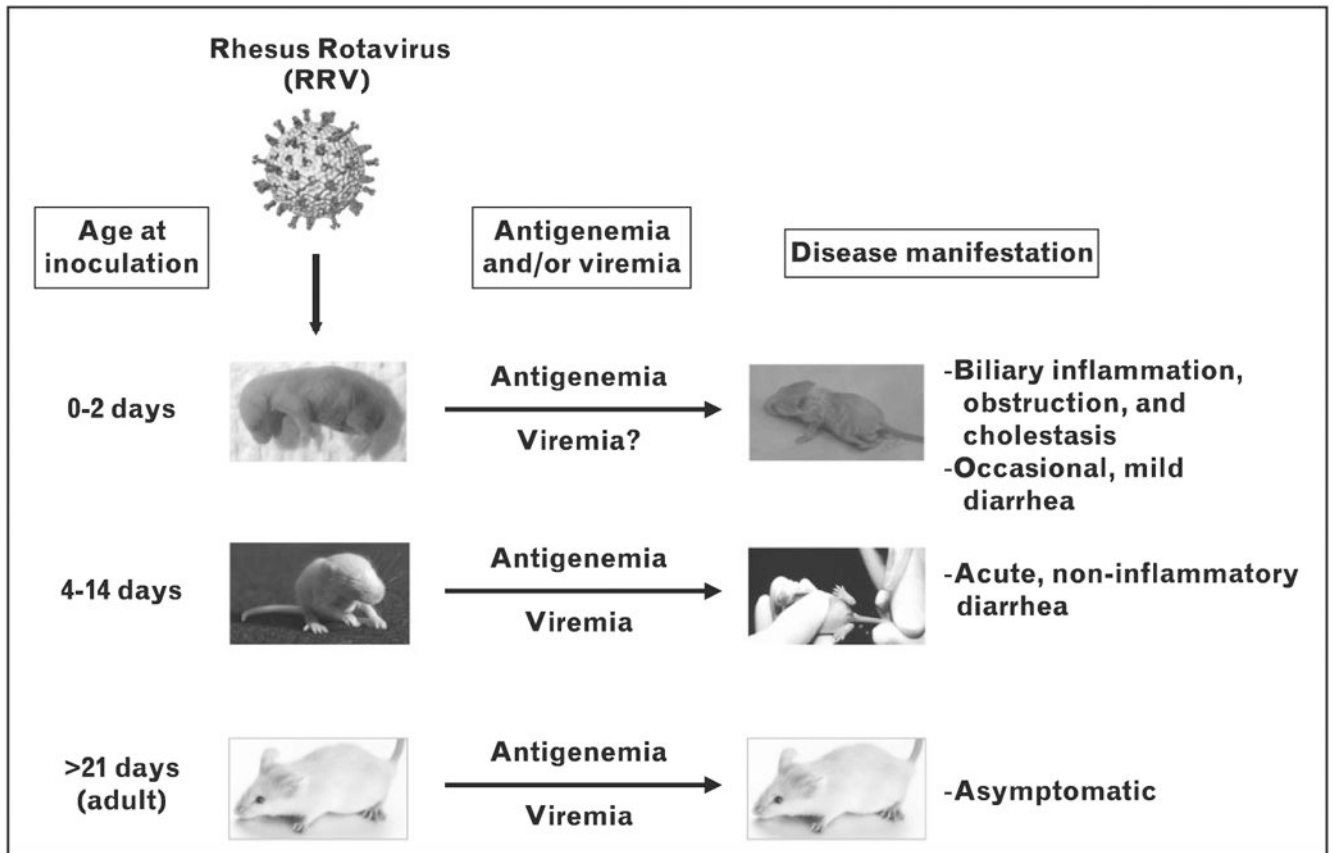 Rhesus Rotavirus
(RRV)
Age at
inoculation
Antigenemia
and/or viremia
Disease manifestation
0-2 days
Antigenemia
Viremia?
-Biliary inflammation,
obstruction, and
cholestasis
-Occasional, mild
diarrhea
4-14 days
Antigenemia
Viremia
-Acute, non-inflammatory
diarrhea
>21 days
(adult)
Antigenemia
Viremia
-Asymptomatic